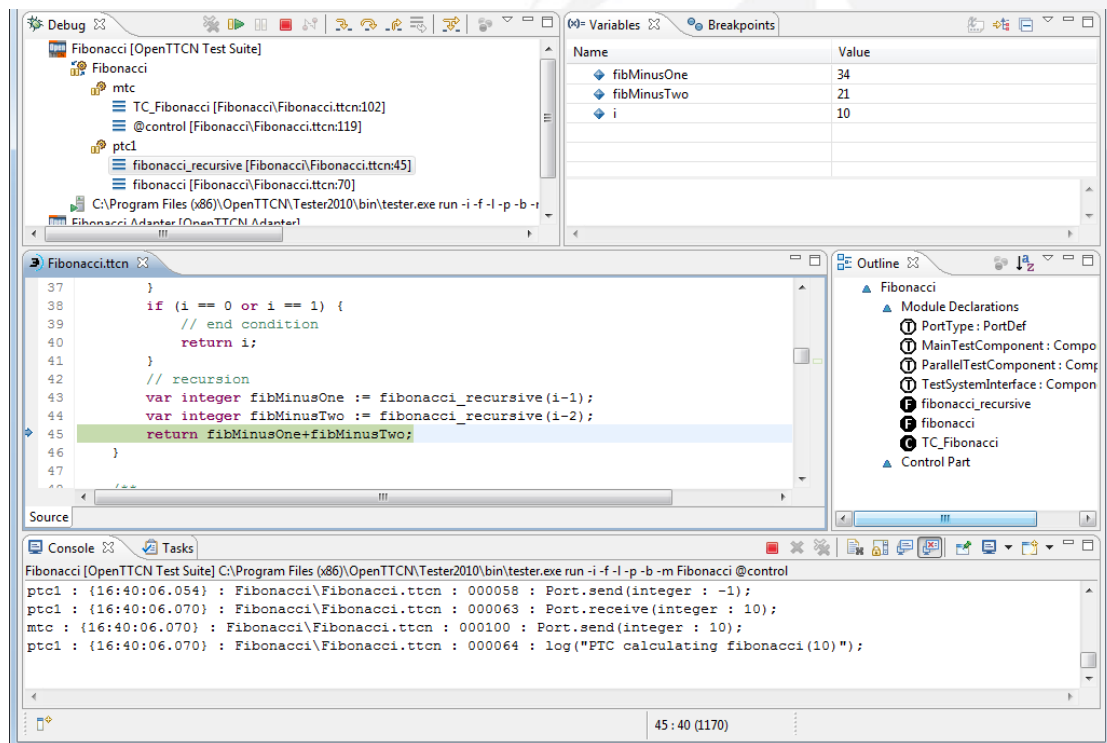 Debug
Fibonacci [OpenTTCN Test Suite]
Fibonacci
mtc
TC_Fibonacci [Fibonacci\Fibonacci.ttcn:102]
@control [Fibonacci\Fibonacci.ttcn:119]
ptc1
fibonacci_recursive [Fibonacci\Fibonacci.ttcn:45]
fibonacci [Fibonacci\Fibonacci.ttcn:70]
C:\Program Files (x86)\OpenTTCN\Tester2010\bin\tester.exe run -i -f -l -p -b -r
Fibonacci Adapter [OpenTTCN Adapter]
(x)= Variables Breakpoints
Name Value
fibMinusOne 34
fibMinusTwo 21
i 10
Fibonacci.ttcn
37 }
38 if (i == 0 or i == 1) {
39 // end condition
40 return i;
41 }
42 // recursion
43 var integer fibMinusOne := fibonacci_recursive(i-1);
44 var integer fibMinusTwo := fibonacci_recursive(i-2);
45 return fibMinusOne+fibMinusTwo;
46 }
47
48 /**
Source
Outline
Fibonacci
Module Declarations
PortType : PortDef
MainTestComponent : Compo
ParallelTestComponent : Comp
TestSystemInterface : Compon
fibonacci_recursive
fibonacci
TC_Fibonacci
Control Part
Console Tasks
Fibonacci [OpenTTCN Test Suite] C:\Program Files (x86)\OpenTTCN\Tester2010\bin\tester.exe run -i -f -l -p -b -m Fibonacci @control
ptc1 : {16:40:06.054} : Fibonacci\Fibonacci.ttcn : 000058 : Port.send(integer : -1);
ptc1 : {16:40:06.070} : Fibonacci\Fibonacci.ttcn : 000063 : Port.receive(integer : 10);
mtc : {16:40:06.070} : Fibonacci\Fibonacci.ttcn : 000100 : Port.send(integer : 10);
ptc1 : {16:40:06.070} : Fibonacci\Fibonacci.ttcn : 000064 : log("PTC calculating fibonacci(10)");
45 : 40 (1170)